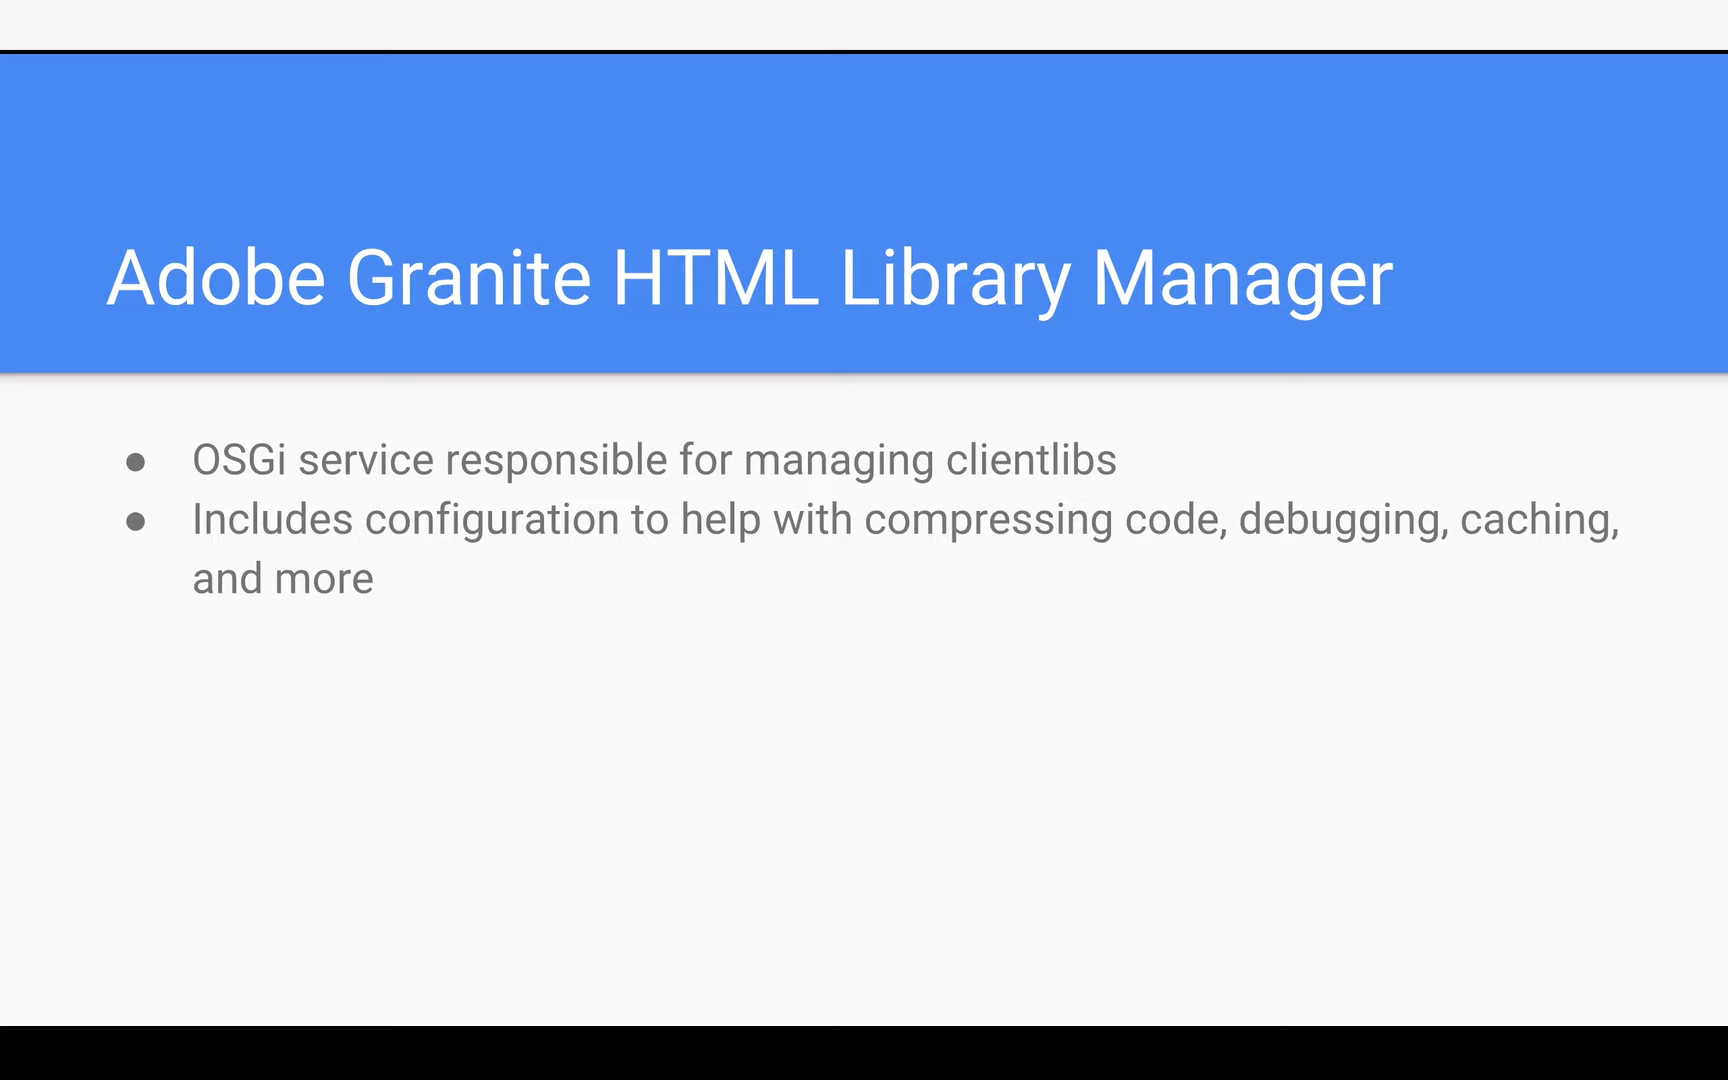 Adobe Granite HTML Library Manager
● OSGi service responsible for managing clientlibs
● Includes configuration to help with compressing code, debugging, caching,
and more